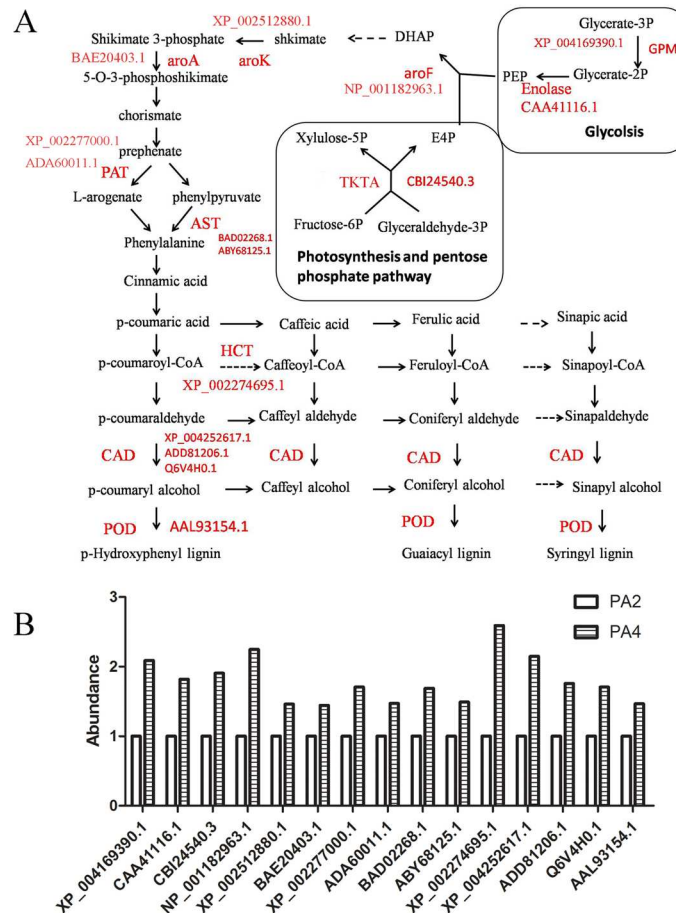 A
XP_002512880.1
Shikimate 3-phosphate
shkimate
DHAP
Glycerate-3P
BAE20403.1
aroA
aroK
XP_004169390.1
GPM
5-O-3-phosphoshikimate
aroF
PEP
Glycerate-2P
NP_001182963.1
Enolase
CAA41116.1
chorismate
Glycolsis
XP_002277000.1
prephenate
Xylulose-5P
E4P
ADA60011.1
PAT
TKTA
CBI24540.3
L-arogenate
phenylpyruvate
AST
Fructose-6P
Glyceraldehyde-3P
Phenylalanine
BAD02268.1
ABY68125.1
Photosynthesis and pentose
phosphate pathway
Cinnamic acid
p-coumaric acid
Caffeic acid
Ferulic acid
Sinapic acid
HCT
p-coumaroyl-CoA
Caffeoyl-CoA
Feruloyl-CoA
Sinapoyl-CoA
XP_002274695.1
p-coumaraldehyde
Caffeyl aldehyde
Coniferyl aldehyde
Sinapaldehyde
XP_004252617.1
CAD
ADD81206.1
CAD
CAD
CAD
Q6V4H0.1
p-coumaryl alcohol
Caffeyl alcohol
Coniferyl alcohol
Sinapyl alcohol
POD
AAL93154.1
POD
POD
p-Hydroxyphenyl lignin
Guaiacyl lignin
Syringyl lignin
B
Abundance
3
2
1
0
PA2
PA4
XP_004169390.1
CAA41116.1
CBI24540.3
NP_001182963.1
XP_002512880.1
BAE20403.1
XP_002277000.1
ADA60011.1
BAD02268.1
ABY68125.1
XP_002274695.1
XP_004252617.1
ADD81206.1
Q6V4H0.1
AAL93154.1